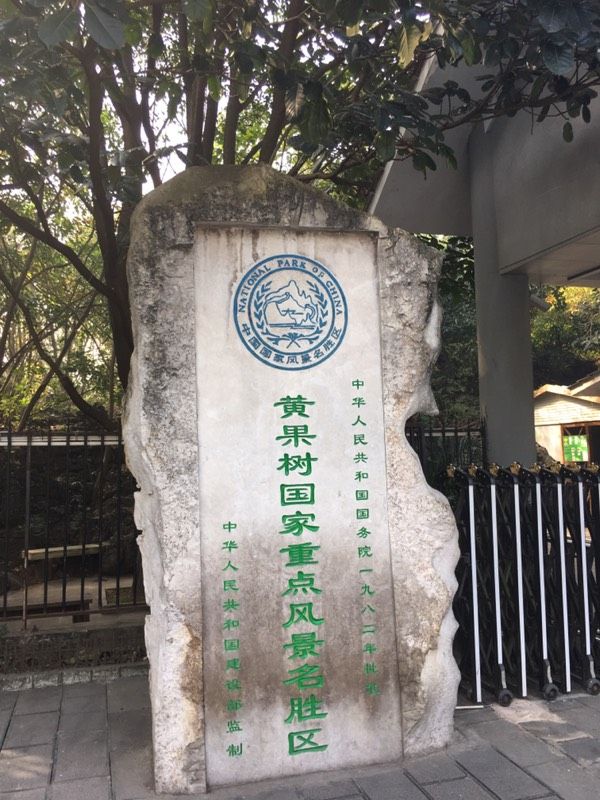 NATIONAL PARK OF CHINA
中国国家风景名胜区
中华人民共和国国务院一九八二年批准
黄果树国家重点风景名胜区
中华人民共和国建设部监制